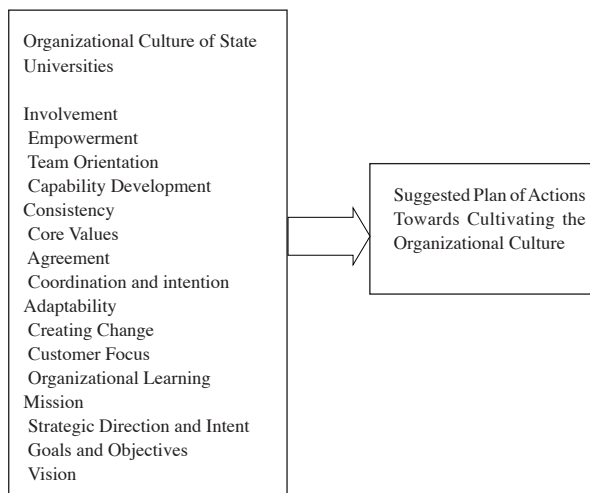 Organizational Culture of State
Universities
Involvement
Empowerment
Team Orientation
Capability Development
Consistency
Core Values
Agreement
Coordination and intention
Adaptability
Creating Change
Customer Focus
Organizational Learning
Mission
Strategic Direction and Intent
Goals and Objectives
Vision
Suggested Plan of Actions
Towards Cultivating the
Organizational Culture